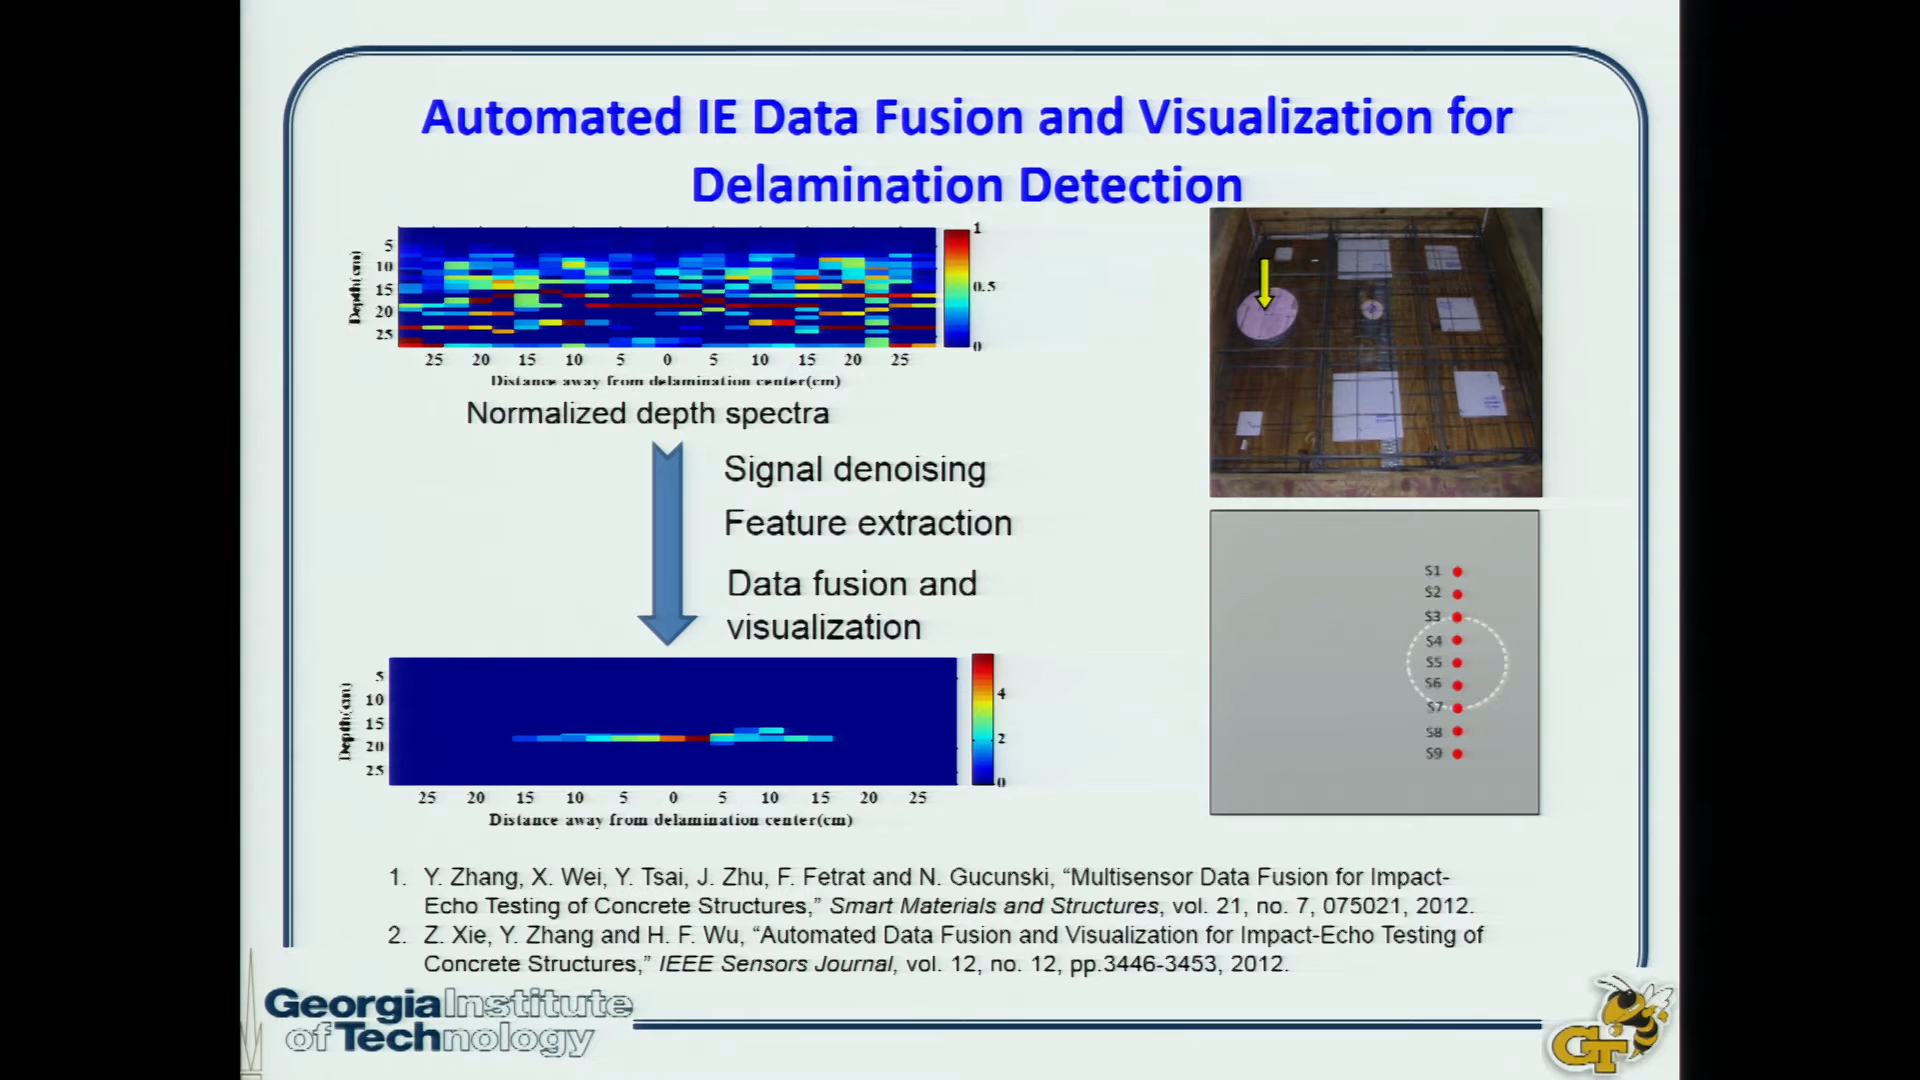 Automated IE Data Fusion and Visualization for
Delamination Detection
Depth(cm)
5
10
15
20
25
1
0.5
0
25 20 15 10 5 0 5 10 15 20 25
Distance away from delamination center(cm)
Normalized depth spectra
Signal denoising
Feature extraction
Data fusion and
visualization
Depth(cm)
5
10
15
20
25
4
2
0
25 20 15 10 5 0 5 10 15 20 25
Distance away from delamination center(cm)
S1
S2
S3
S4
S5
S6
S7
S8
S9
1. Y. Zhang, X. Wei, Y. Tsai, J. Zhu, F. Fetrat and N. Gucunski, “Multisensor Data Fusion for Impact-
Echo Testing of Concrete Structures,” Smart Materials and Structures, vol. 21, no. 7, 075021, 2012.
2. Z. Xie, Y. Zhang and H. F. Wu, “Automated Data Fusion and Visualization for Impact-Echo Testing of
Concrete Structures,” IEEE Sensors Journal, vol. 12, no. 12, pp.3446-3453, 2012.
Georgia Institute
of Technology
GT